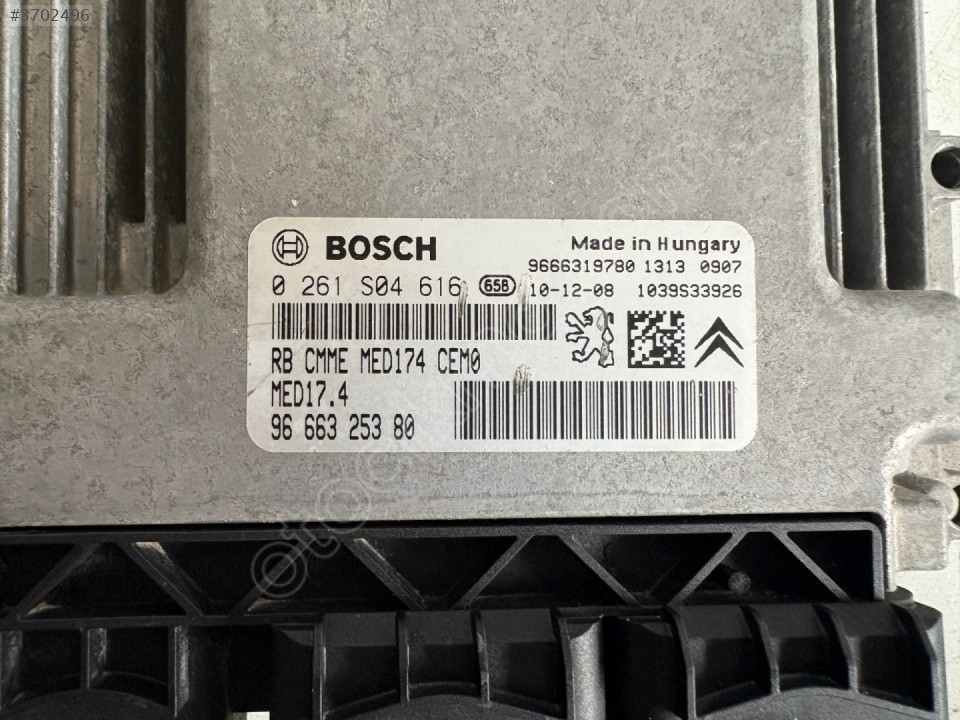 #3702496
BOSCH
Made in Hungary
9666319780 1313 0907
0 261 S04 616 65B 10-12-08 1039S33926
RB CMME MED174 CEM0
MED17.4
96 663 253 80